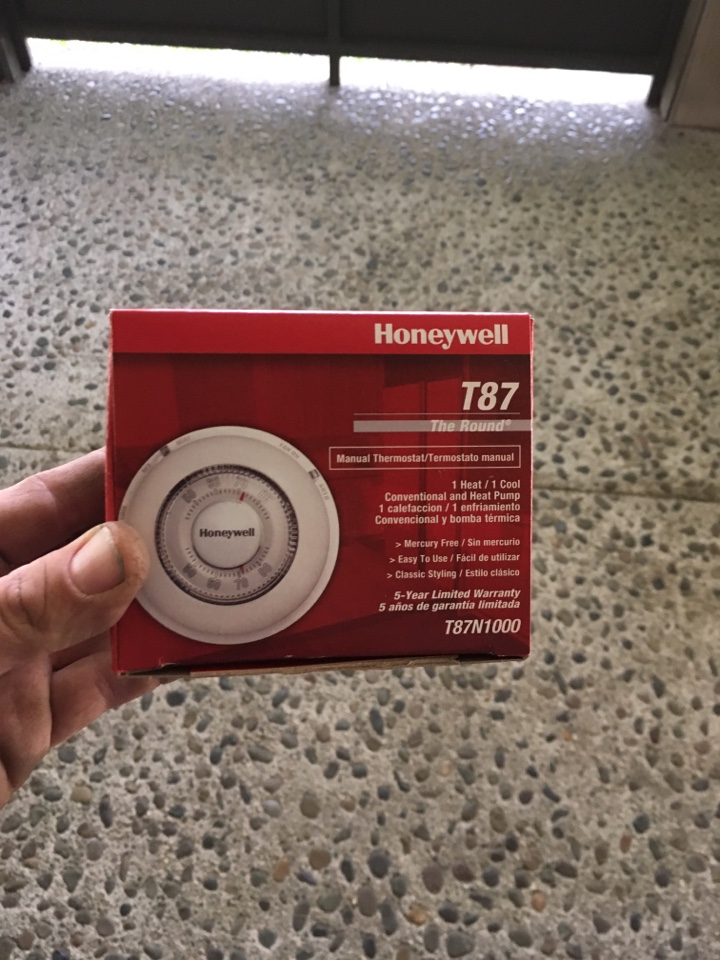 Honeywell
T87
The Round®
Manual Thermostat/Termostato manual
1 Heat / 1 Cool
Conventional and Heat Pump
1 calefaccion / 1 enfriamiento
Convencional y bomba térmica
> Mercury Free / Sin mercurio
> Easy To Use / Fácil de utilizar
> Classic Styling / Estilo clásico
5-Year Limited Warranty
5 años de garantía limitada
T87N1000
Honeywell